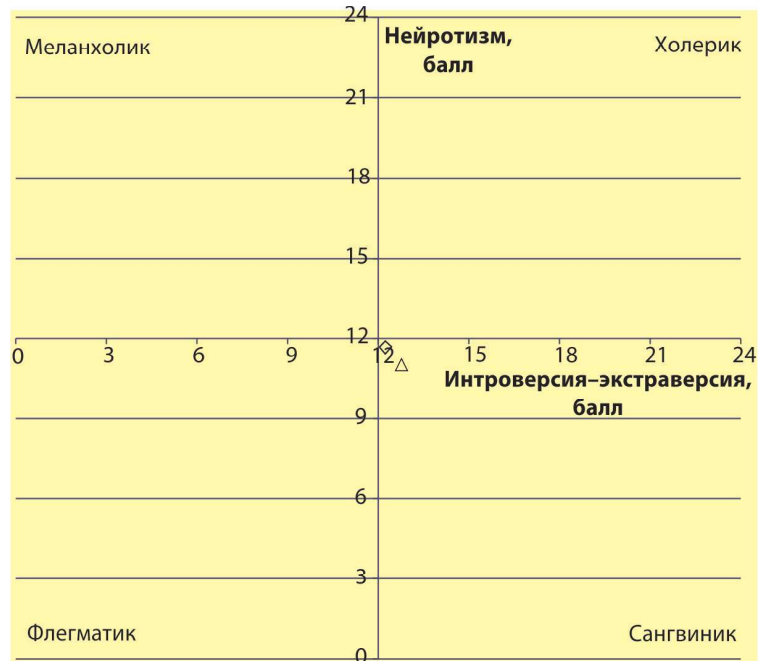 24
Меланхолик
Нейротизм,
балл
Холерик
21
18
15
12
0 3 6 9 12 15 18 21 24
Интроверсия–экстраверсия,
балл
9
6
3
Флегматик
Сангвиник
0